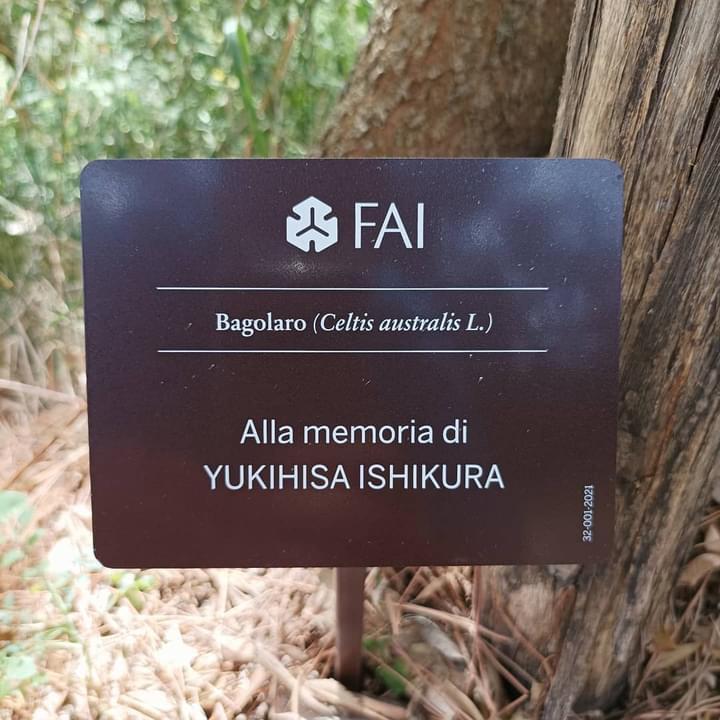 FAI
Bagolaro (Celtis australis L.)
Alla memoria di
YUKIHISA ISHIKURA
32-001-2021